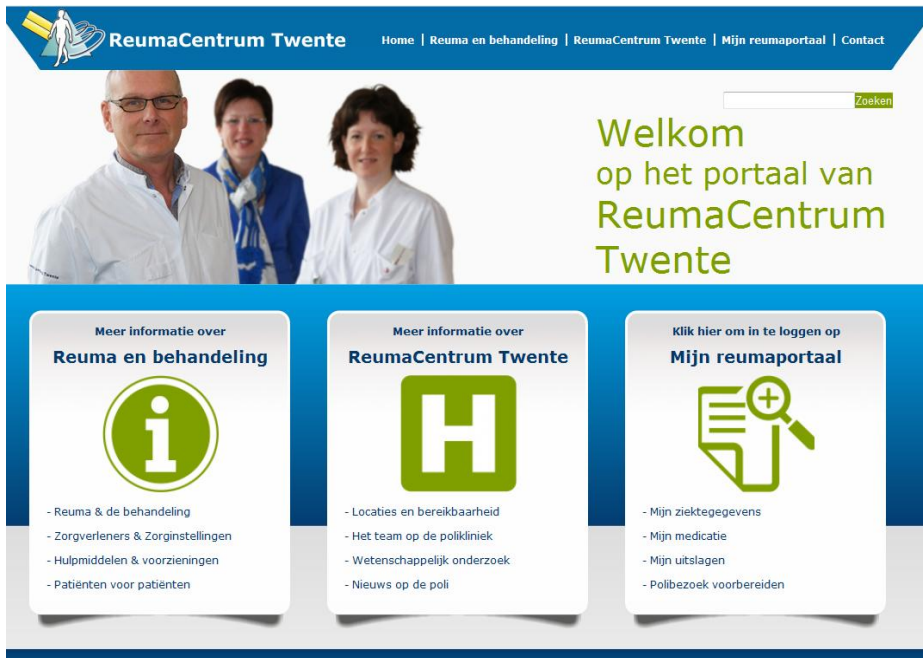 ReumaCentrum Twente
Home | Reuma en behandeling | ReumaCentrum Twente | Mijn reumaportaal | Contact
Zoeken
Welkom
op het portaal van
ReumaCentrum
Twente
Meer informatie over
Reuma en behandeling
- Reuma & de behandeling
- Zorgverleners & Zorginstellingen
- Hulpmiddelen & voorzieningen
- Patiënten voor patiënten
Meer informatie over
ReumaCentrum Twente
H
- Locaties en bereikbaarheid
- Het team op de polikliniek
- Wetenschappelijk onderzoek
- Nieuws op de poli
Klik hier om in te loggen op
Mijn reumaportaal
- Mijn ziektegegevens
- Mijn medicatie
- Mijn uitslagen
- Polibezoek voorbereiden